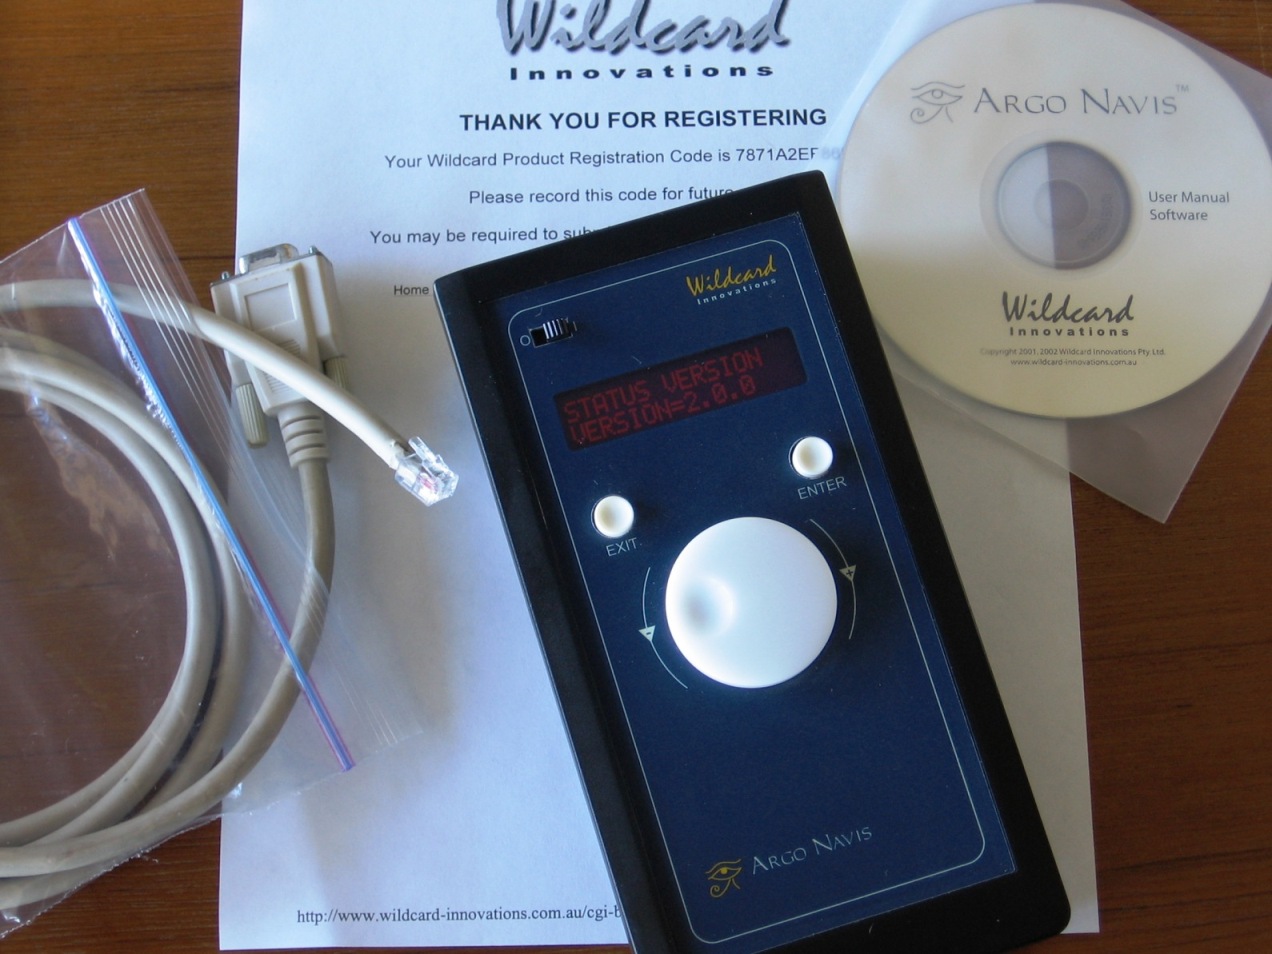 Wildcard
Innovations
THANK YOU FOR REGISTERING
Your Wildcard Product Registration Code is 7871A2EF
Please record this code for future
You may be required to
Home
ARGO NAVIS™
User Manual
Software
Wildcard
Innovations
Copyright 2001, 2002 Wildcard Innovations Pty. Ltd.
www.wildcard-innovations.com.au
Wildcard
Innovations
STATUS VERSION
VERSION=2.0.0
ENTER
EXIT
+
-
ARGO NAVIS
http://www.wildcard-innovations.com.au/cgi-b